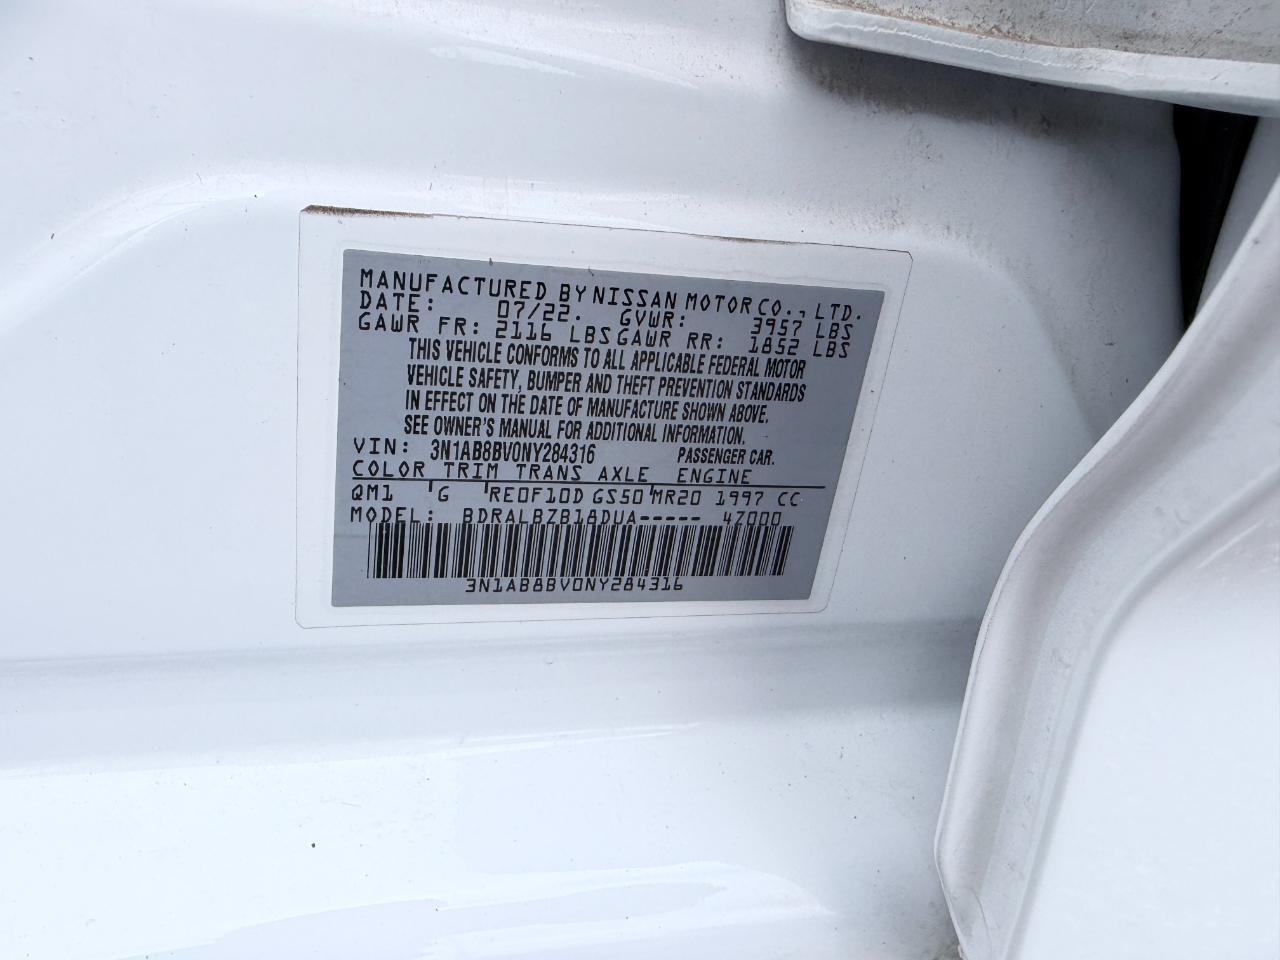 MANUFACTURED BY NISSAN MOTOR CO., LTD.
DATE: 07/22. GVWR: 3957 LBS
GAWR FR: 2116 LBS GAWR RR: 1852 LBS
THIS VEHICLE CONFORMS TO ALL APPLICABLE FEDERAL MOTOR
VEHICLE SAFETY, BUMPER AND THEFT PREVENTION STANDARDS
IN EFFECT ON THE DATE OF MANUFACTURE SHOWN ABOVE.
SEE OWNER'S MANUAL FOR ADDITIONAL INFORMATION.
VIN: 3N1AB8BV0NY284316 PASSENGER CAR.
COLOR TRIM TRANS AXLE ENGINE
QM1 G RE0F10D GS50 MR20 1997 CC
MODEL: BDRALBZB18DUA----- 4Z000
3N1AB8BV0NY284316